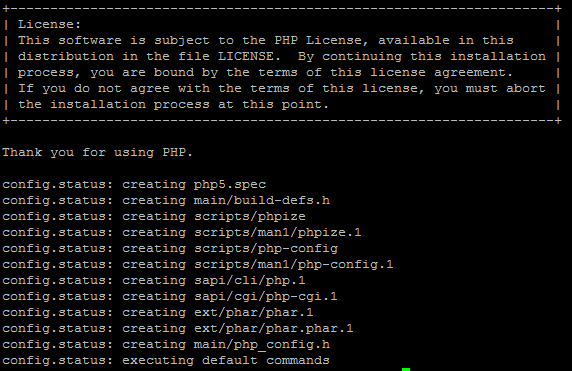 +--------------------------------------------------------------------+
| License:                                                           |
| This software is subject to the PHP License, available in this     |
| distribution in the file LICENSE.  By continuing this installation |
| process, you are bound by the terms of this license agreement.     |
| If you do not agree with the terms of this license, you must abort |
| the installation process at this point.                            |
+--------------------------------------------------------------------+

Thank you for using PHP.

config.status: creating php5.spec
config.status: creating main/build-defs.h
config.status: creating scripts/phpize
config.status: creating scripts/man1/phpize.1
config.status: creating scripts/php-config
config.status: creating scripts/man1/php-config.1
config.status: creating sapi/cli/php.1
config.status: creating sapi/cgi/php-cgi.1
config.status: creating ext/phar/phar.1
config.status: creating ext/phar/phar.phar.1
config.status: creating main/php_config.h
config.status: executing default commands